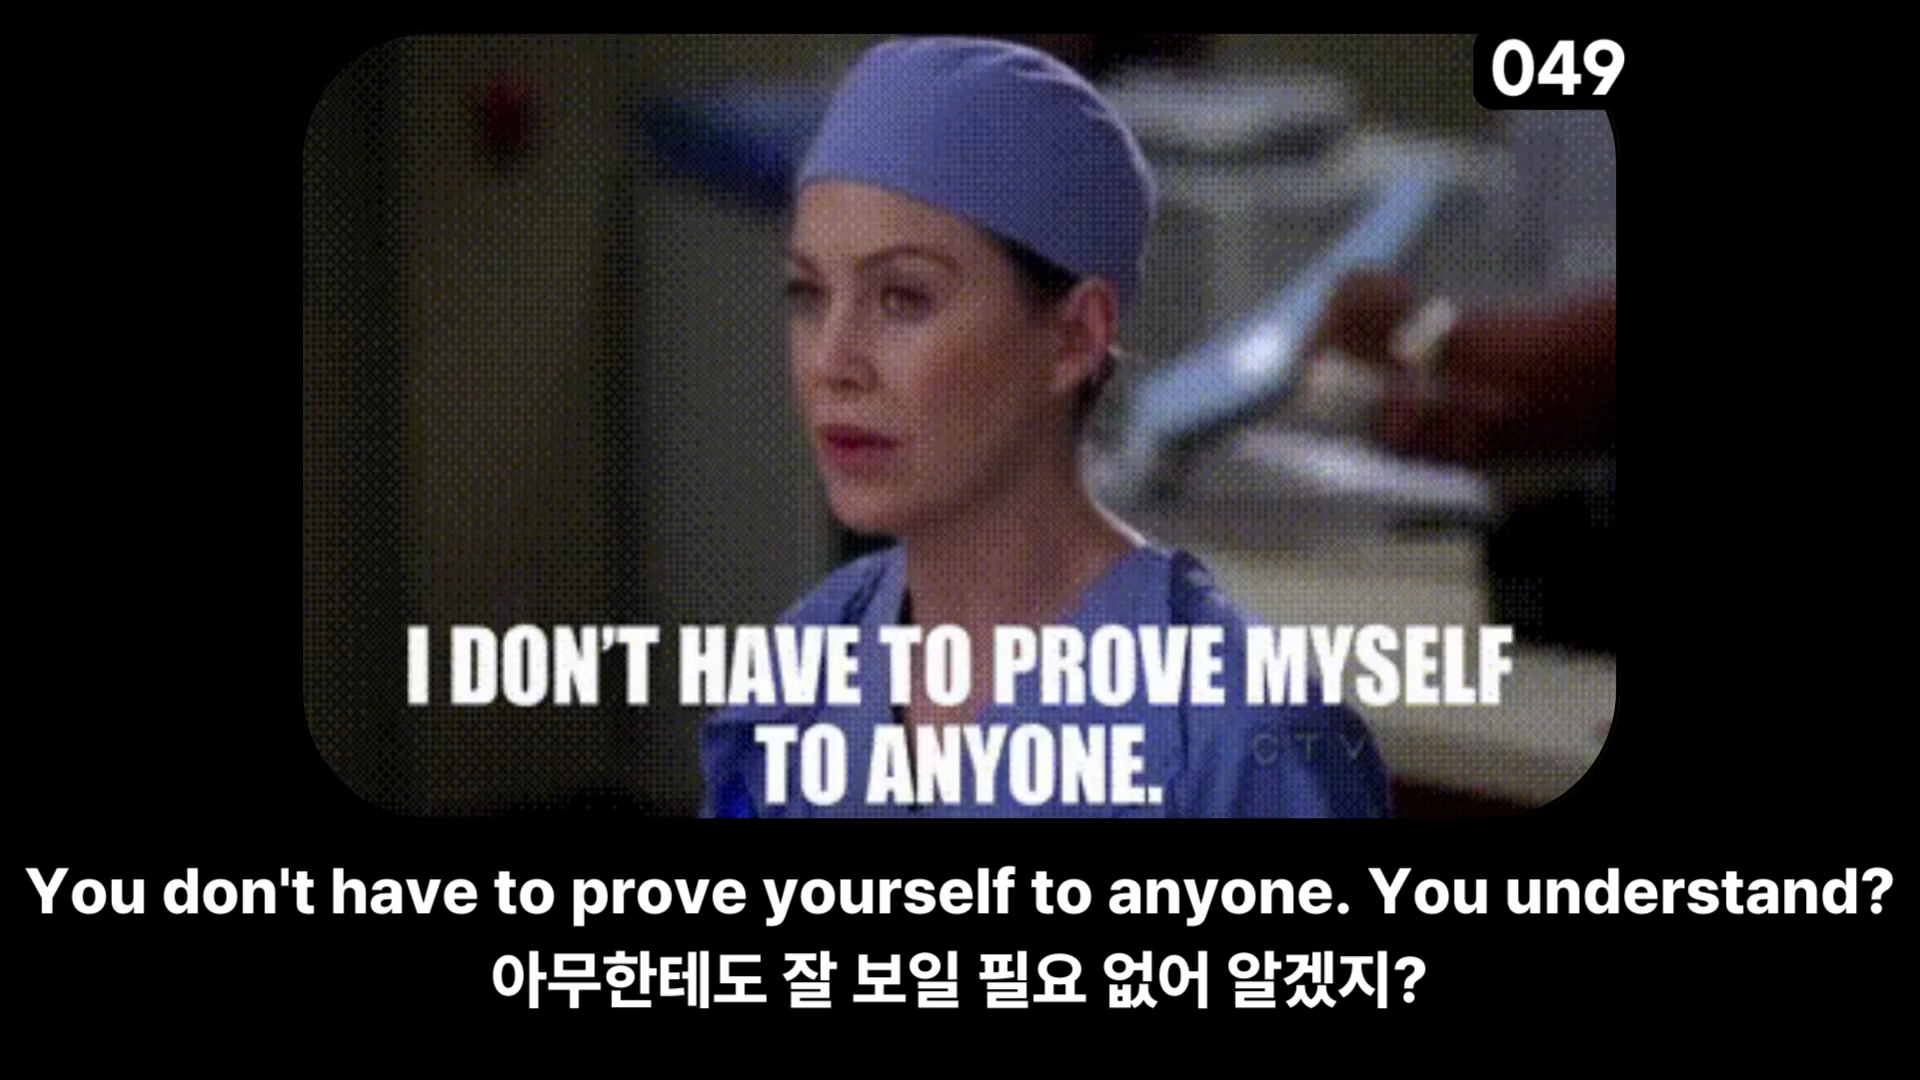 049
I DON'T HAVE TO PROVE MYSELF
TO ANYONE.
CTV
You don't have to prove yourself to anyone. You understand?
아무한테도 잘 보일 필요 없어 알겠지?